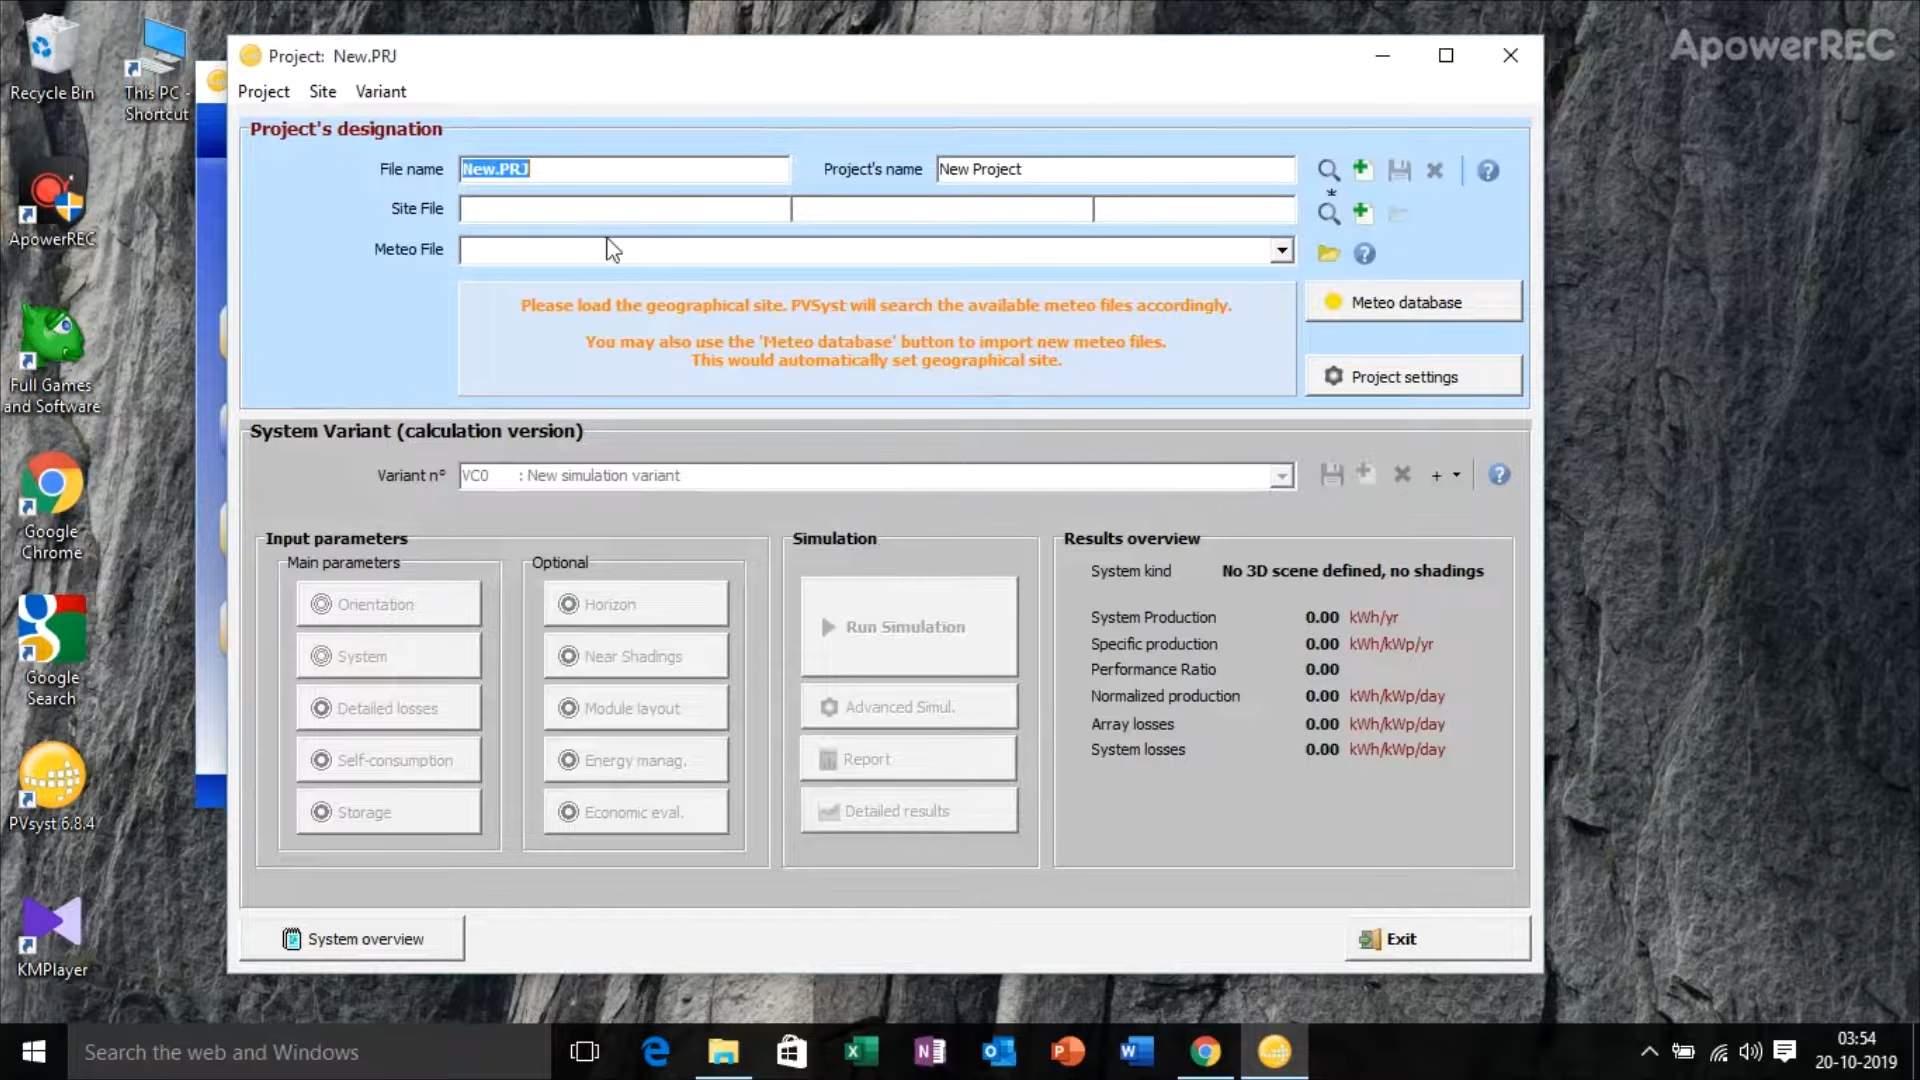 ApowerREC
Recycle Bin
This PC -
Shortcut
ApowerREC
Full Games
and Software
Google
Chrome
Google
Search
PVsyst 6.8.4
KMPlayer
Project: New.PRJ
Project Site Variant
Project's designation
File name New.PRJ Project's name New Project
Site File
Meteo File
Please load the geographical site. PVSyst will search the available meteo files accordingly.
You may also use the 'Meteo database' button to import new meteo files.
This would automatically set geographical site.
Meteo database
Project settings
System Variant (calculation version)
Variant n° VC0 : New simulation variant
Input parameters
Main parameters
Orientation
System
Detailed losses
Self-consumption
Storage
Optional
Horizon
Near Shadings
Module layout
Energy manag.
Economic eval.
Simulation
Run Simulation
Advanced Simul.
Report
Detailed results
Results overview
System kind No 3D scene defined, no shadings
System Production 0.00 kWh/yr
Specific production 0.00 kWh/kWp/yr
Performance Ratio 0.00
Normalized production 0.00 kWh/kWp/day
Array losses 0.00 kWh/kWp/day
System losses 0.00 kWh/kWp/day
System overview
Exit
Search the web and Windows
03:54
20-10-2019